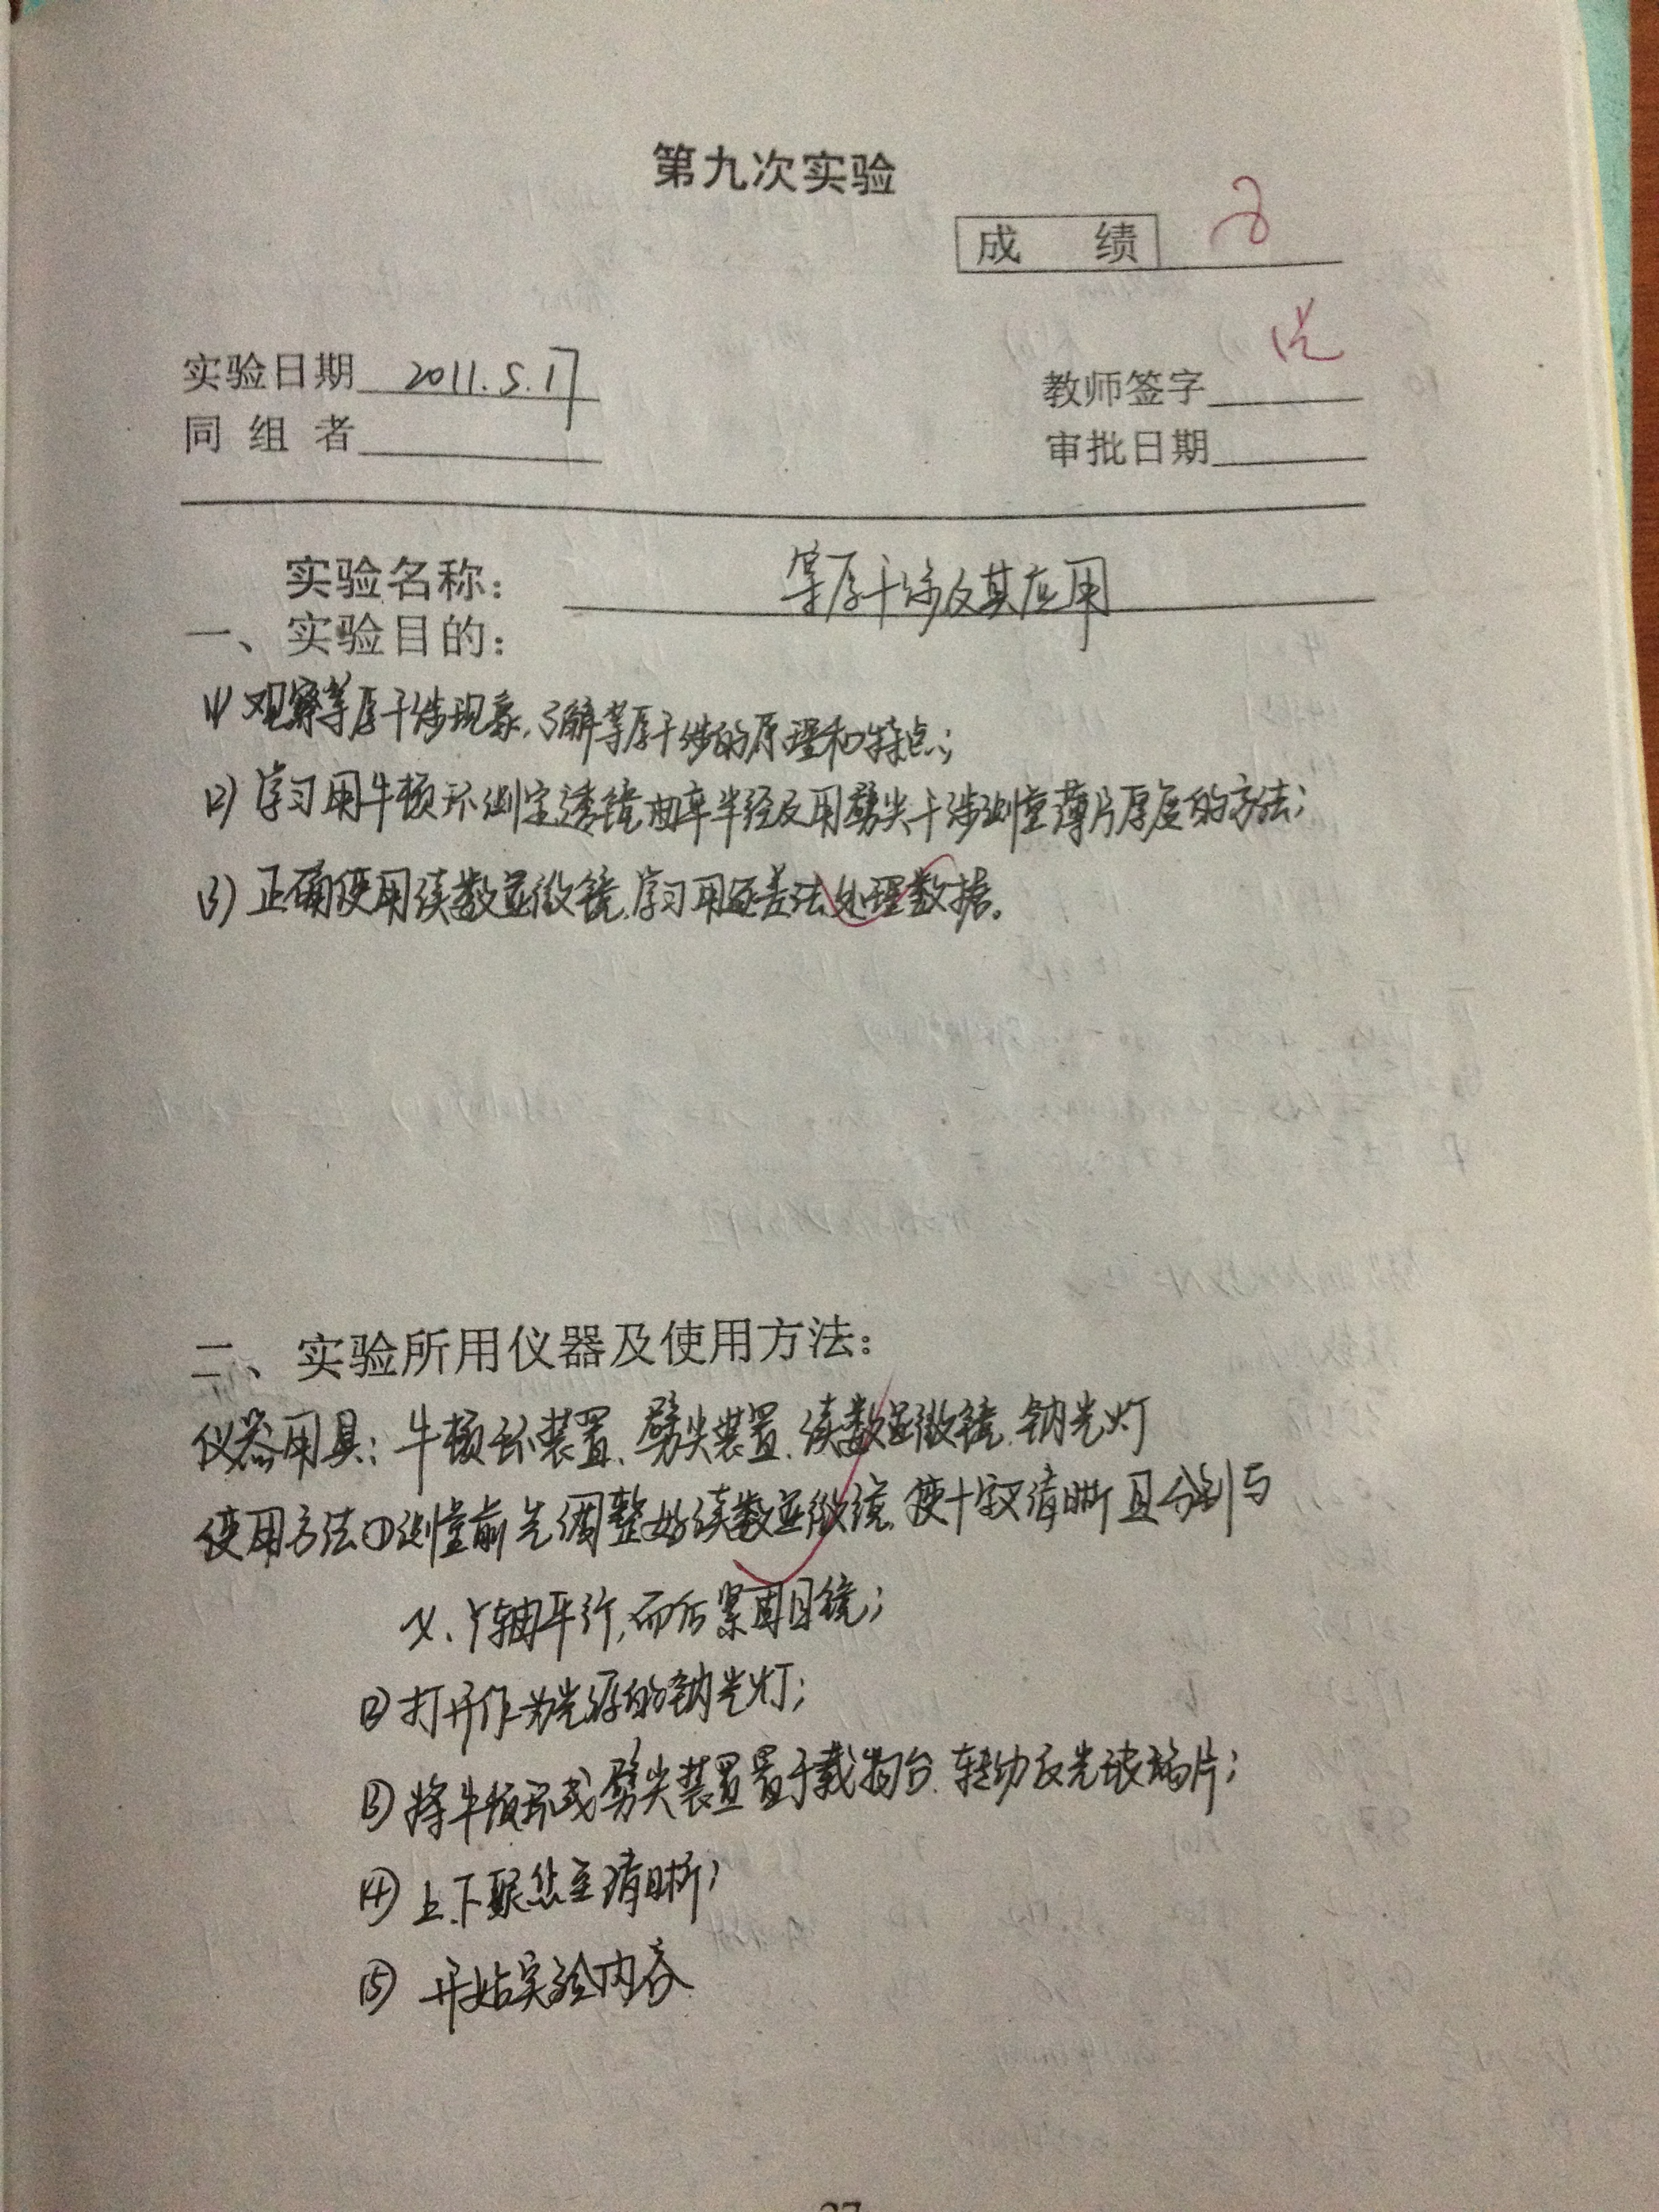 第九次实验
成 绩
实验日期 2011.5.17
教师签字
同 组 者
审批日期
实验名称： 等厚干涉及其应用
一、实验目的：
(1) 观察等厚干涉现象,了解等厚干涉的原理和特点;
(2) 学习用牛顿环测定透镜曲率半径及用劈尖干涉测量薄片厚度的方法;
(3) 正确使用读数显微镜,学习用逐差法处理数据。
二、实验所用仪器及使用方法：
仪器用具: 牛顿环装置、劈尖装置、读数显微镜、钠光灯
使用方法①测量前先调整好读数显微镜,使十字叉清晰且分别与
X、Y轴平行,而后紧固目镜;
②打开作为光源的钠光灯;
③将牛顿环或劈尖装置置于载物台,转动反光玻璃片;
④上、下聚焦至清晰;
⑤ 开始实验内容
27